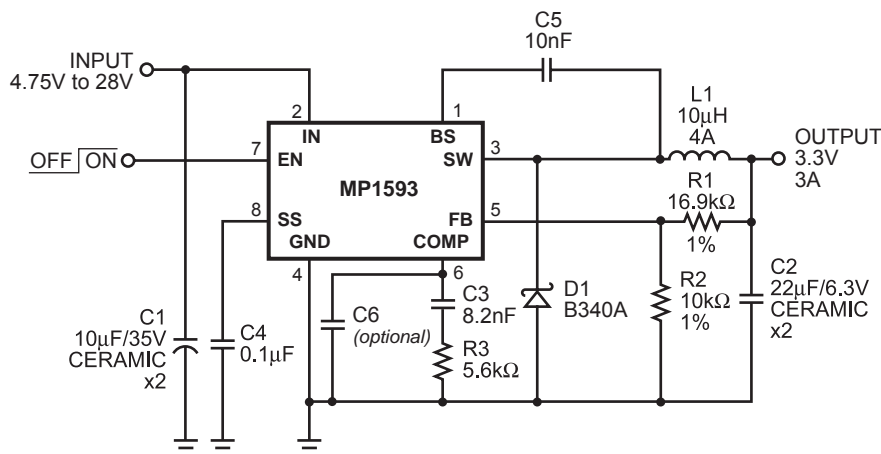 INPUT
4.75V to 28V
OFF ON
2
IN
7
EN
8
SS
GND
4
MP1593
1
BS
3
SW
5
FB
COMP
6
C5
10nF
L1
10μH
4A
OUTPUT
3.3V
3A
R1
16.9kΩ
1%
R2
10kΩ
1%
C2
22μF/6.3V
CERAMIC
x2
D1
B340A
C3
8.2nF
R3
5.6kΩ
C6
(optional)
C4
0.1μF
C1
10μF/35V
CERAMIC
x2